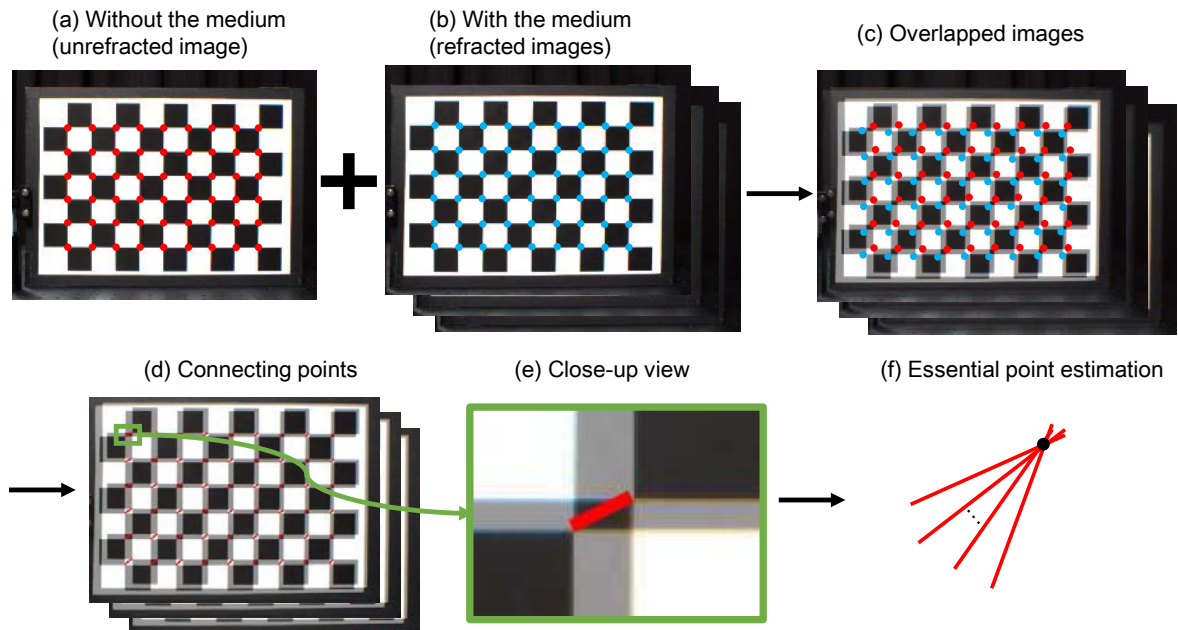 (a) Without the medium
(unrefracted image)
(b) With the medium
(refracted images)
(c) Overlapped images
(d) Connecting points
(e) Close-up view
(f) Essential point estimation